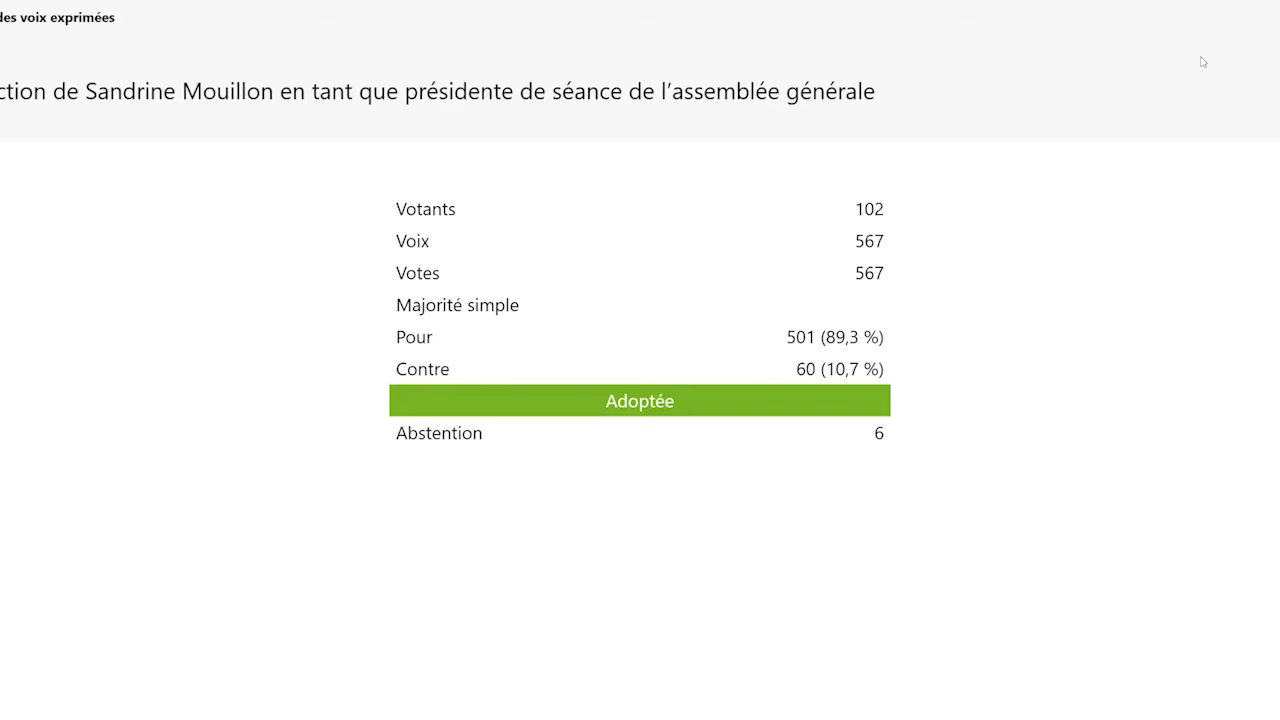 des voix exprimées
ction de Sandrine Mouillon en tant que présidente de séance de l’assemblée générale
Votants 102
Voix 567
Votes 567
Majorité simple
Pour 501 (89,3 %)
Contre 60 (10,7 %)
Adoptée
Abstention 6